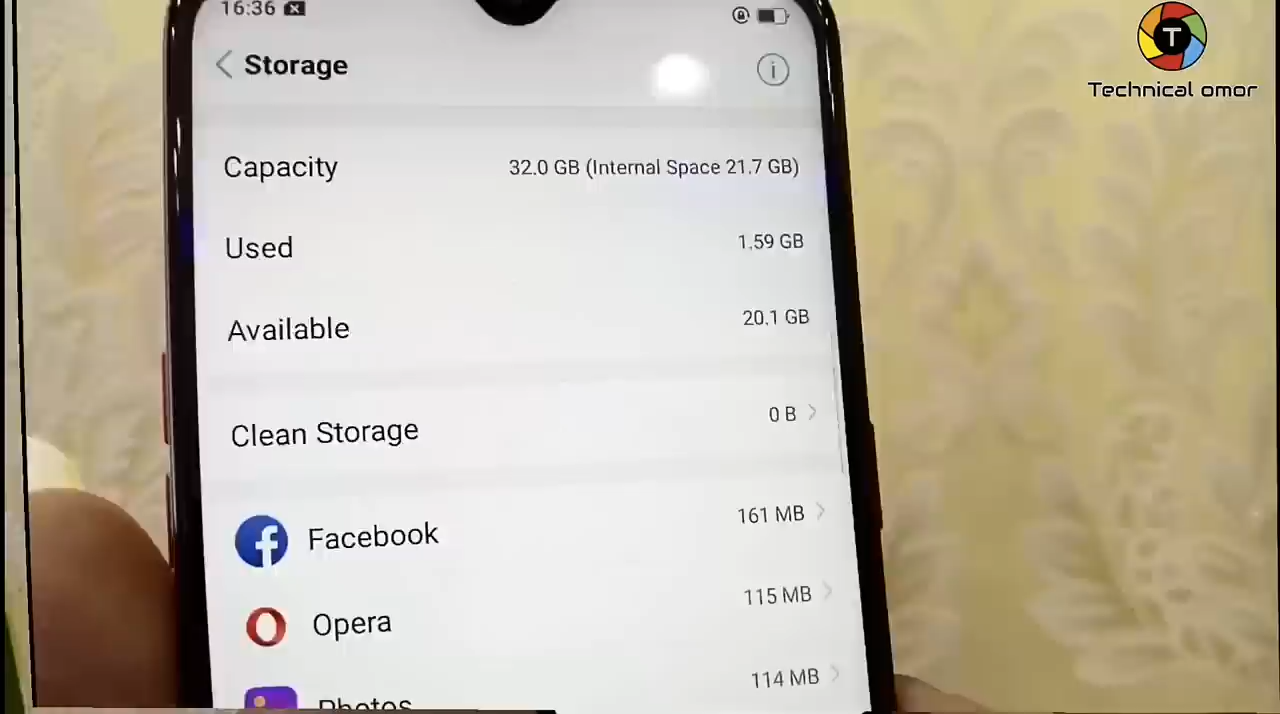 16:36
T
Technical omor
Storage
Capacity 32.0 GB (Internal Space 21.7 GB)
Used 1.59 GB
Available 20.1 GB
Clean Storage 0 B
Facebook 161 MB
Opera 115 MB
Photos 114 MB